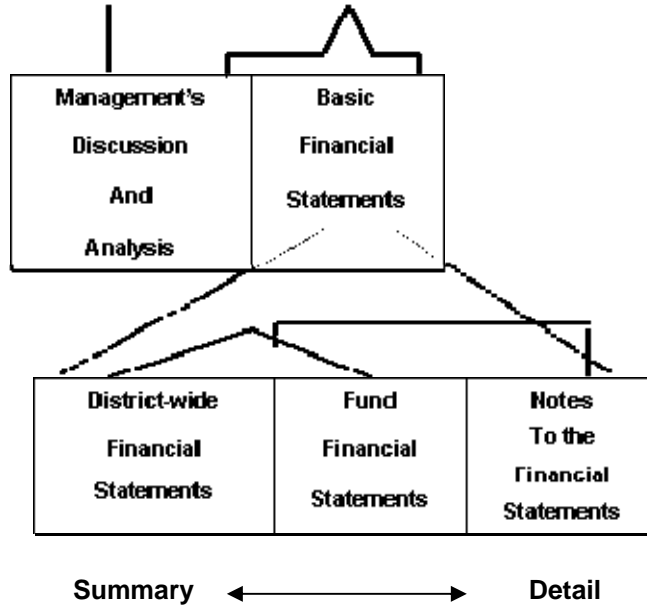 Management's
Discussion
And
Analysis
Basic
Financial
Statements
District-wide
Financial
Statements
Fund
Financial
Statements
Notes
To the
Financial
Statements
Summary
Detail